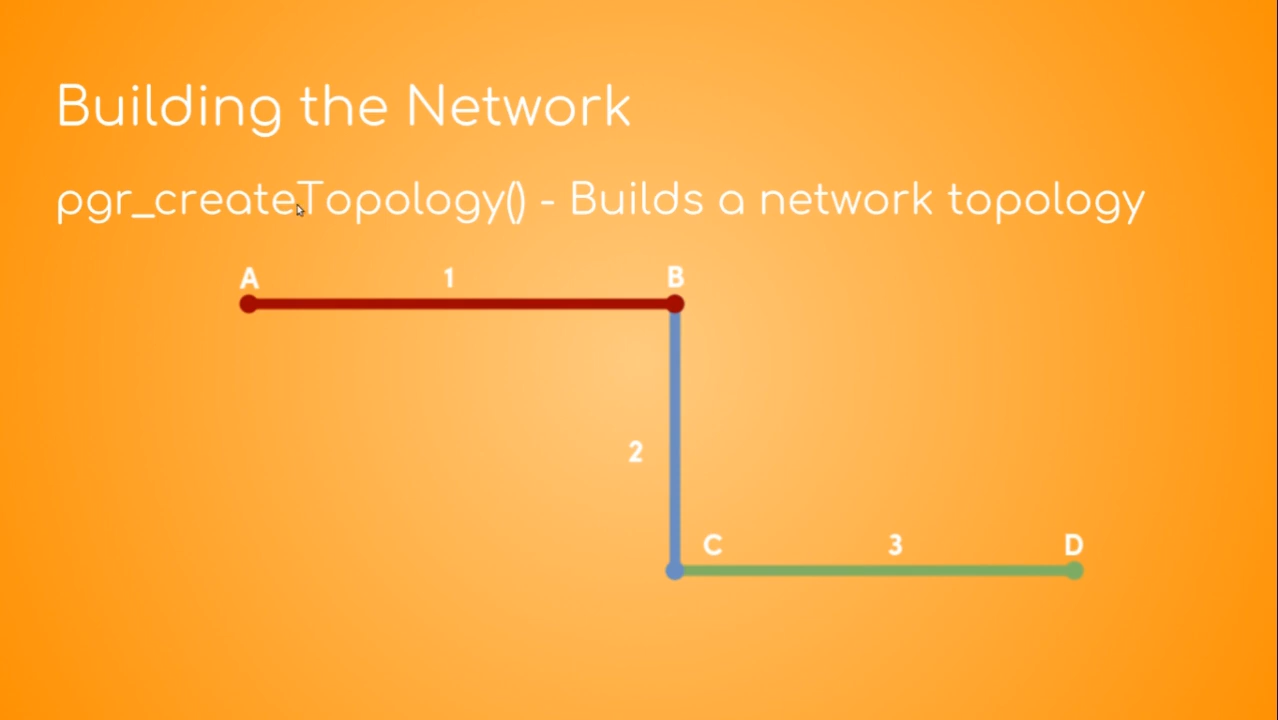 Building the Network
pgr_createTopology() - Builds a network topology
A 1 B
2
C 3 D